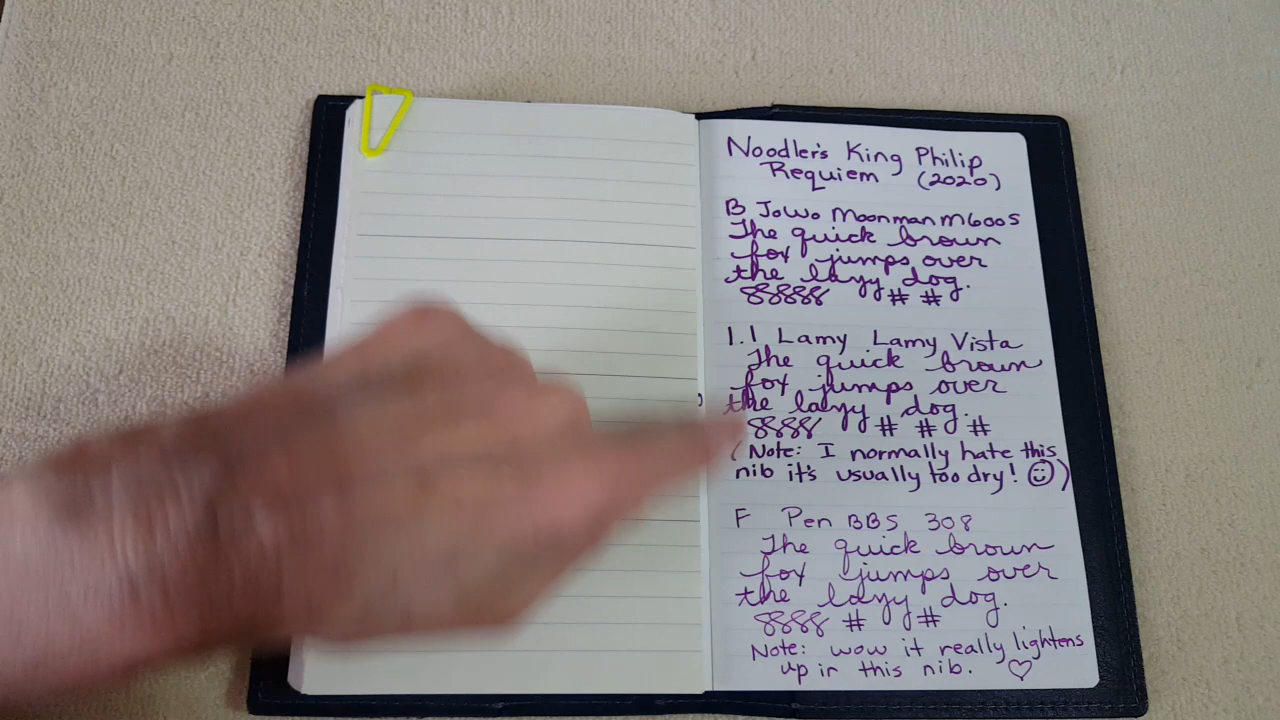 Noodler's King Philip
Requiem (2020)
B Jowo Moonman M600S
The quick brown
fox jumps over
the lazy dog.
88888 # #
1.1 Lamy Lamy Vista
The quick brown
fox jumps over
the lazy dog.
8888 # # #
(Note: I normally hate this
nib it's usually too dry! ☺)
F Pen BBS 308
The quick brown
fox jumps over
the lazy dog.
8888 # #
Note: wow it really lightens
up in this nib. ♡